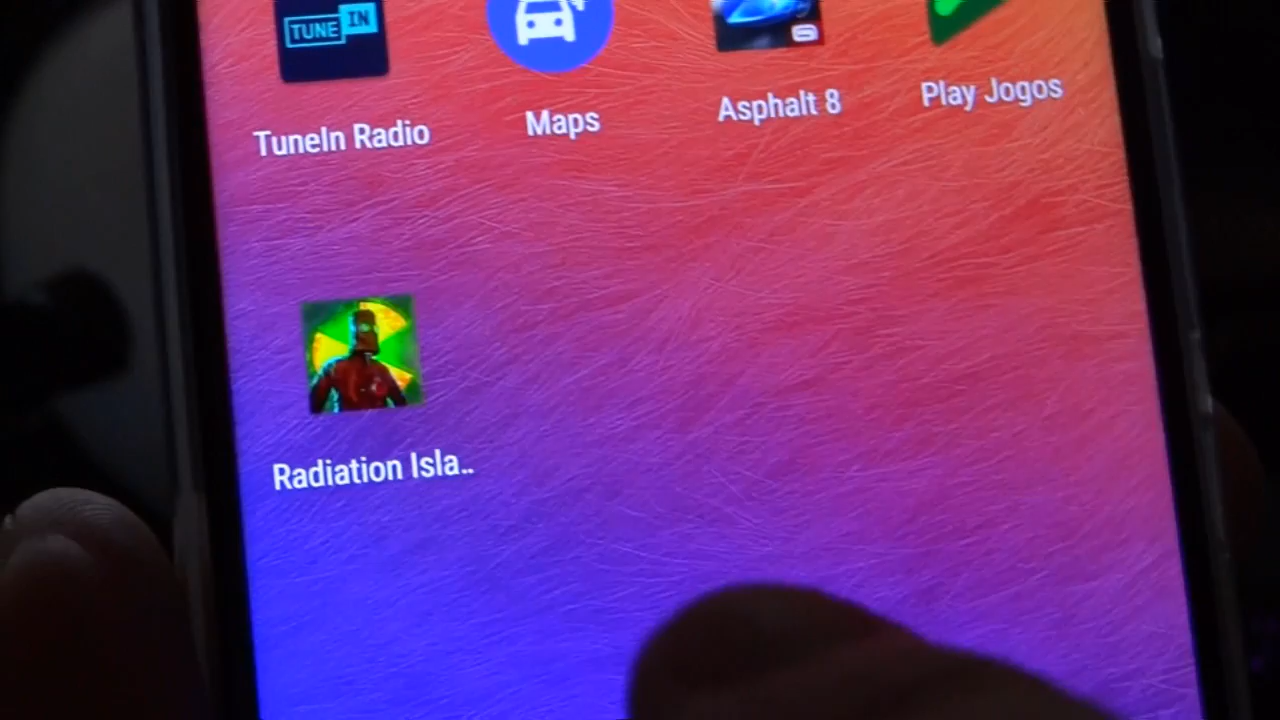 TUNE IN
TuneIn Radio
Maps
Asphalt 8
Play Jogos
Radiation Isla..